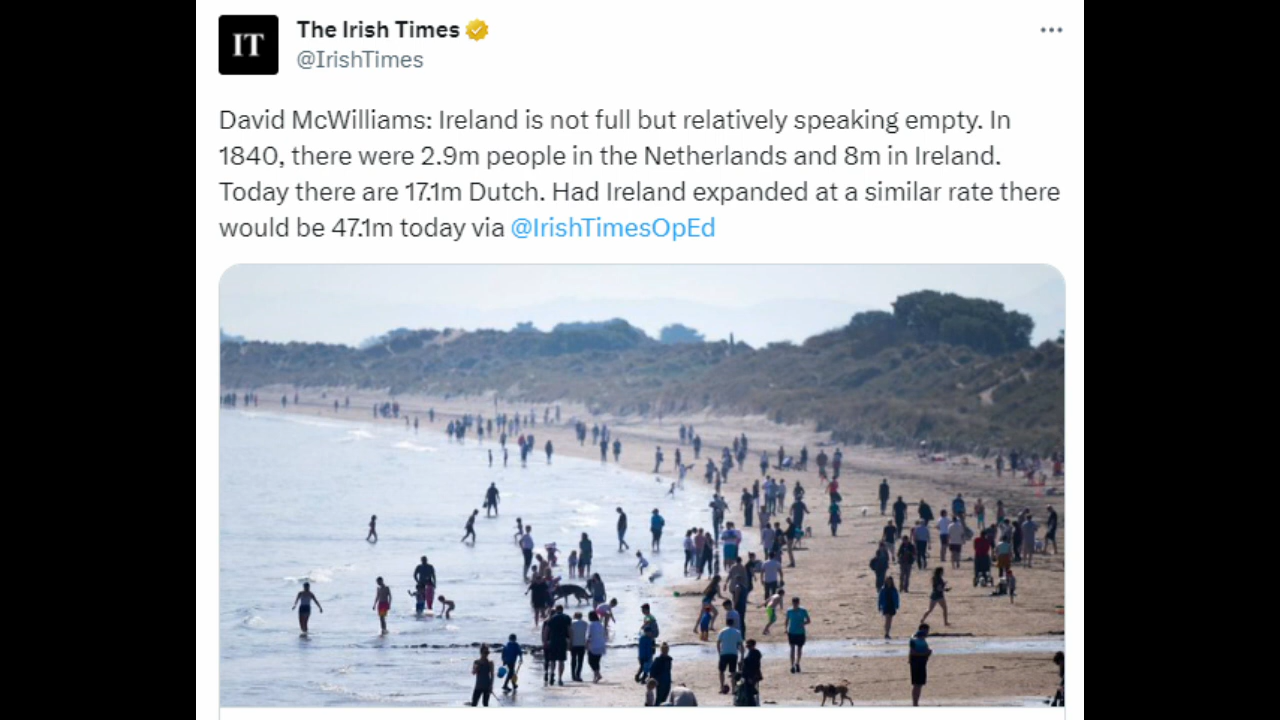 IT
The Irish Times
@IrishTimes
David McWilliams: Ireland is not full but relatively speaking empty. In
1840, there were 2.9m people in the Netherlands and 8m in Ireland.
Today there are 17.1m Dutch. Had Ireland expanded at a similar rate there
would be 47.1m today via @IrishTimesOpEd